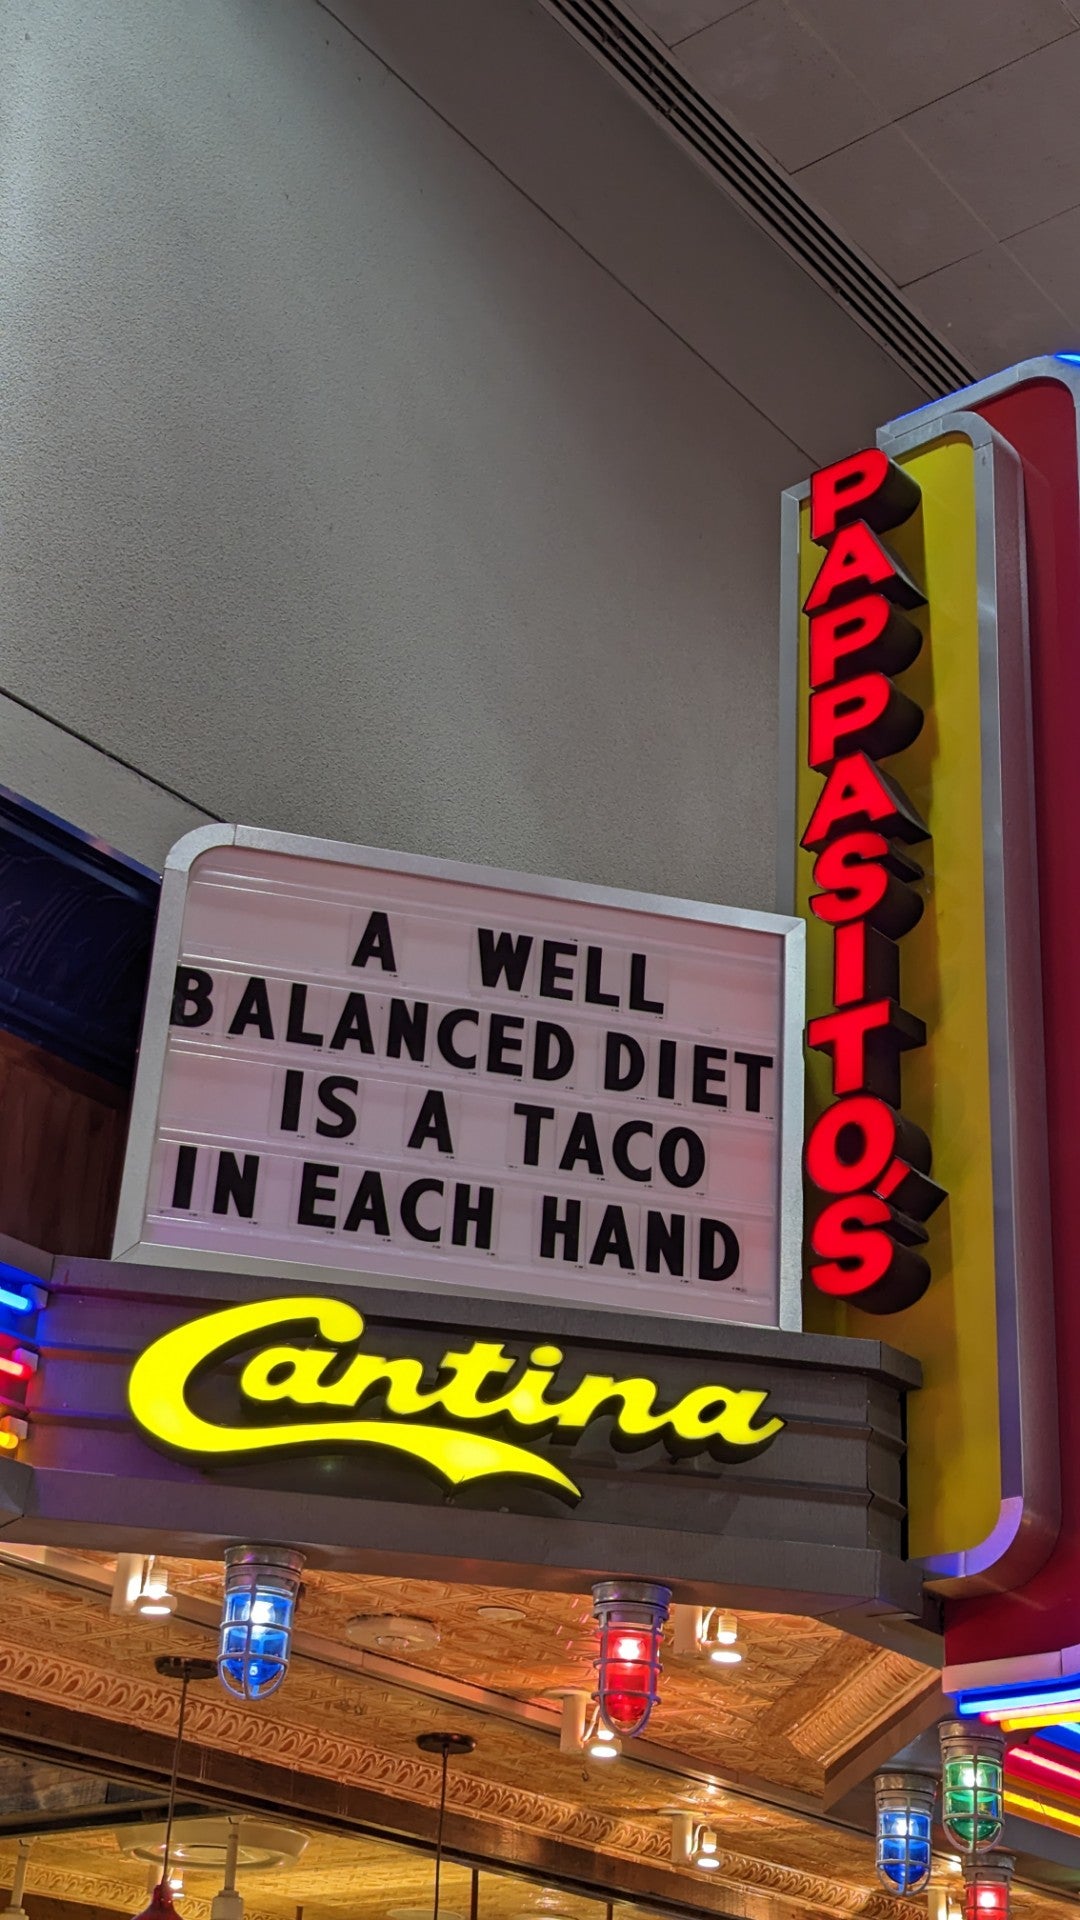 A WELL
BALANCED DIET
IS A TACO
IN EACH HAND
Cantina
PAPPASITO'S